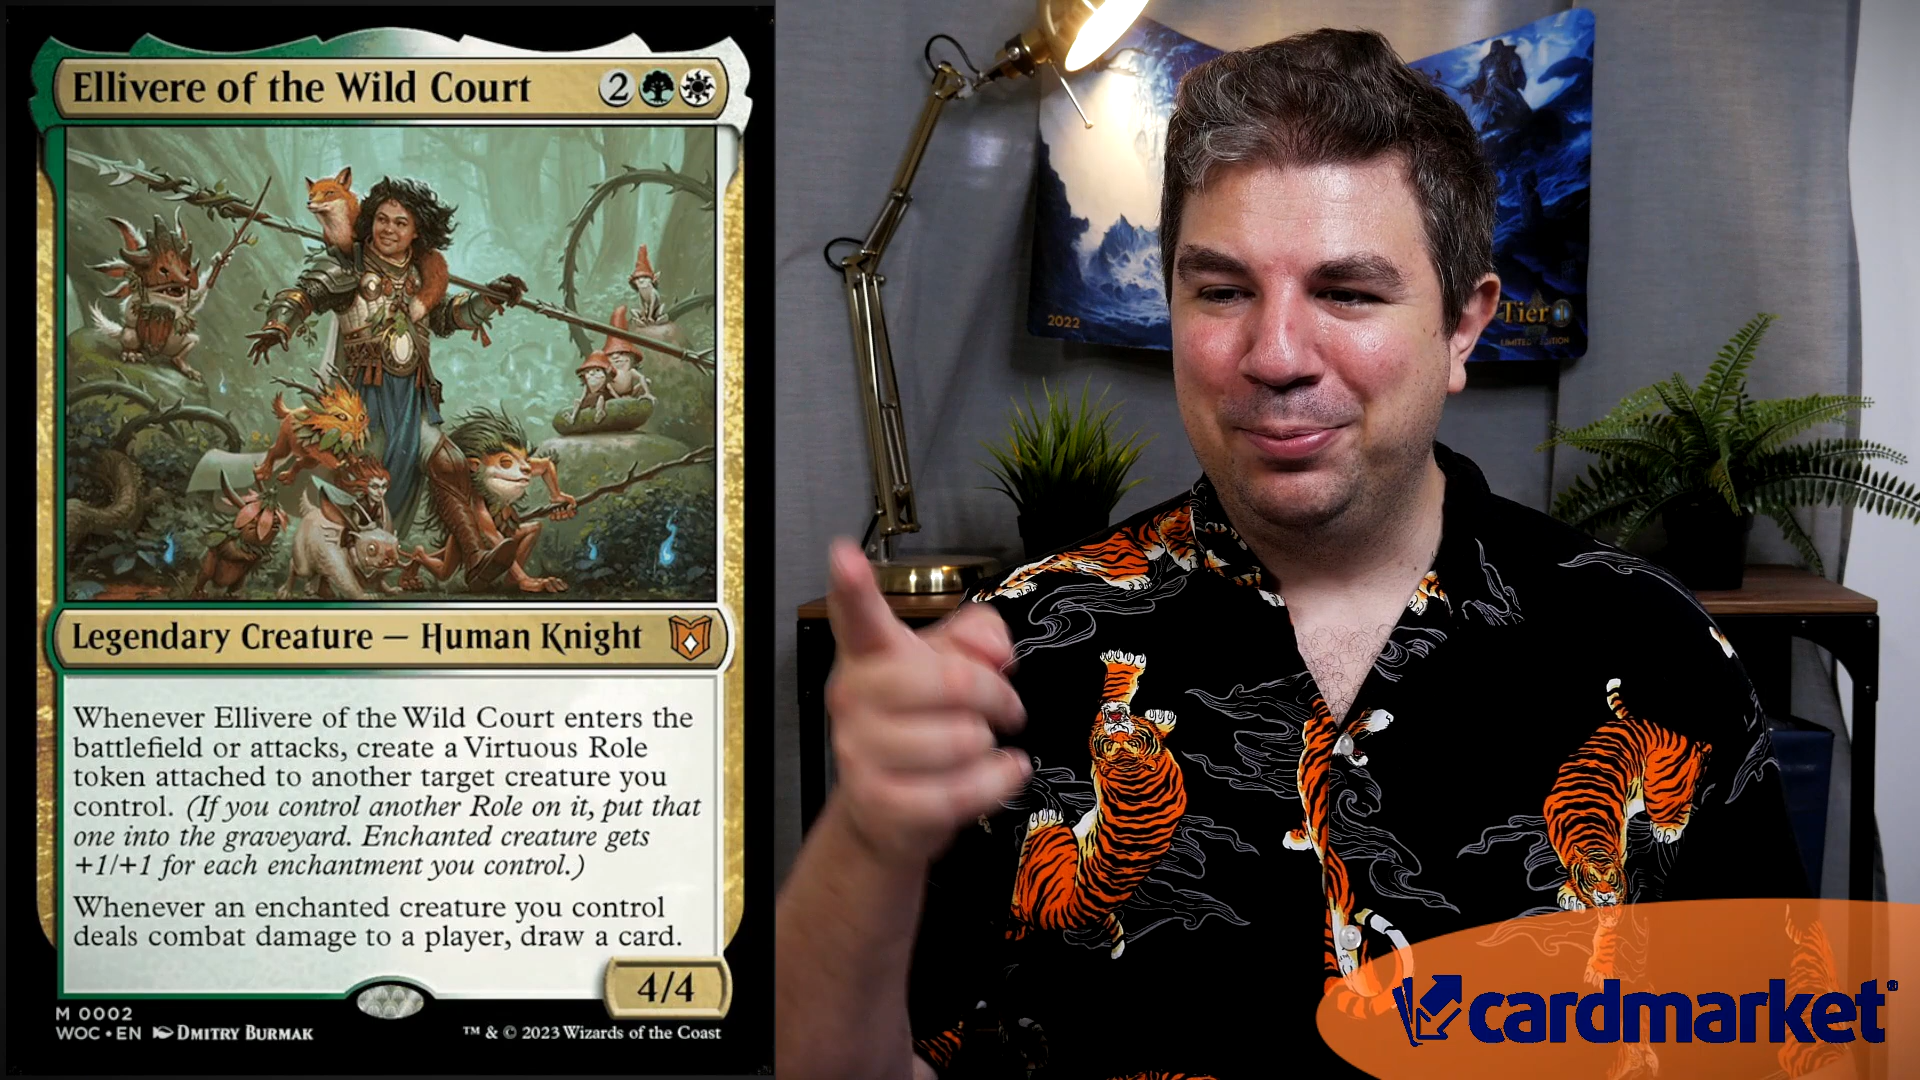 Ellivere of the Wild Court 2
Legendary Creature — Human Knight
Whenever Ellivere of the Wild Court enters the
battlefield or attacks, create a Virtuous Role
token attached to another target creature you
control. (If you control another Role on it, put that
one into the graveyard. Enchanted creature gets
+1/+1 for each enchantment you control.)
Whenever an enchanted creature you control
deals combat damage to a player, draw a card.
4/4
M 0002
WOC • EN DMITRY BURMAK
™ & © 2023 Wizards of the Coast
2022
Tier 1
LIMITED EDITION
cardmarket®